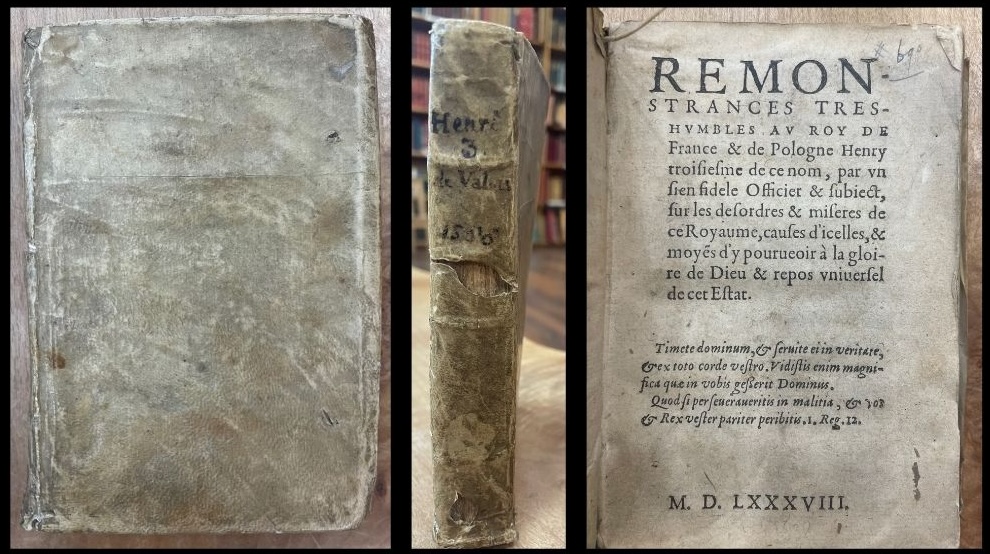 Henri
3
de Valois
REMON-
STRANCES TRES-
HVMBLES AV ROY DE
France & de Pologne Henry
troiſieſme de ce nom, par vn
ſien fidele Officier & ſubiect,
ſur les deſordres & miſeres de
ce Royaume, cauſes d'icelles, &
moyẽs d'y pourueoir à la gloi-
re de Dieu & repos vniuerſel
de cet Eſtat.
Timete dominum, & ſeruite ei in veritate,
& ex toto corde veſtro. Vidiſtis enim magni-
fica quæ in vobis geſſerit Dominus.
Quod ſi perſeueraueritis in malitia, & vos
& Rex veſter pariter peribitis. 1. Reg. 12.
M. D. LXXXVIII.